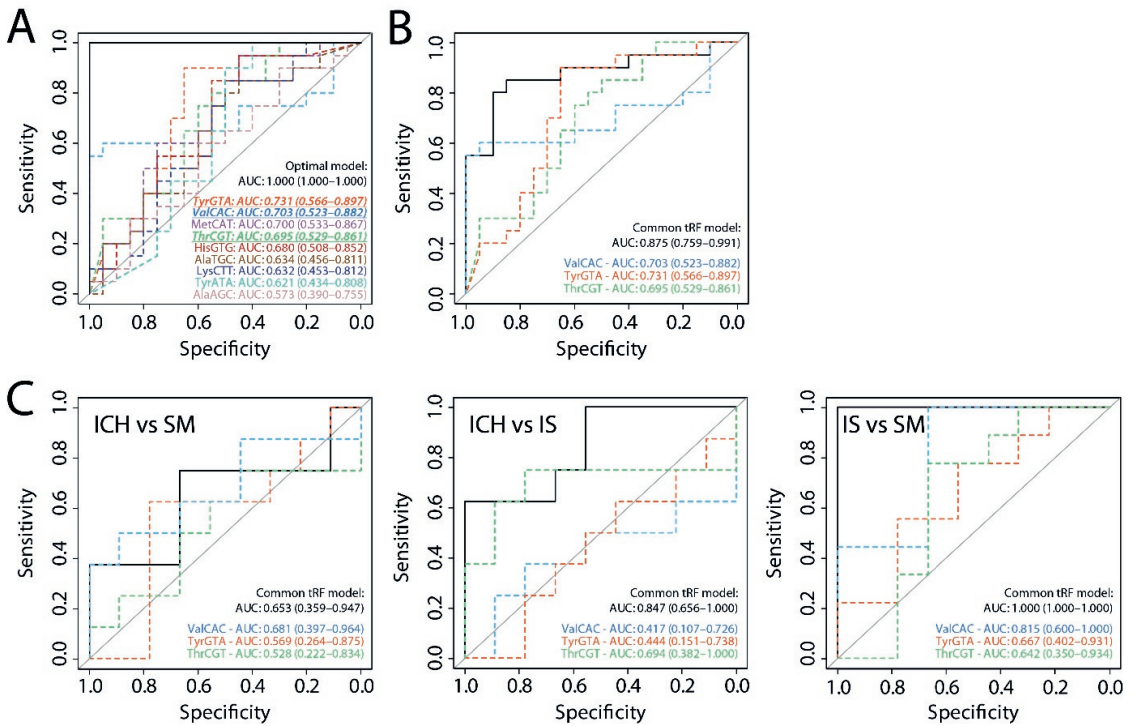 A
1.0
0.8
0.6
0.4
0.2
0.0
Sensitivity
Optimal model:
AUC: 1.000 (1.000–1.000)
TyrGTA: AUC: 0.731 (0.566–0.897)
ValCAC: AUC: 0.703 (0.523–0.882)
MetCAT: AUC: 0.700 (0.533–0.867)
ThrCGT: AUC: 0.695 (0.529–0.861)
HisGTG: AUC: 0.680 (0.508–0.852)
AlaTGC: AUC: 0.634 (0.456–0.811)
LysCTT: AUC: 0.632 (0.453–0.812)
TyrATA: AUC: 0.621 (0.434–0.808)
AlaAGC: AUC: 0.573 (0.390–0.755)
1.0 0.8 0.6 0.4 0.2 0.0
Specificity
B
1.0
0.8
0.6
0.4
0.2
0.0
Sensitivity
Common tRF model:
AUC: 0.875 (0.759–0.991)
ValCAC - AUC: 0.703 (0.523–0.882)
TyrGTA - AUC: 0.731 (0.566–0.897)
ThrCGT - AUC: 0.695 (0.529–0.861)
1.0 0.8 0.6 0.4 0.2 0.0
Specificity
C
ICH vs SM
1.0
0.8
0.6
0.4
0.2
0.0
Sensitivity
Common tRF model:
AUC: 0.653 (0.359–0.947)
ValCAC - AUC: 0.681 (0.397–0.964)
TyrGTA - AUC: 0.569 (0.264–0.875)
ThrCGT - AUC: 0.528 (0.222–0.834)
1.0 0.8 0.6 0.4 0.2 0.0
Specificity
ICH vs IS
1.0
0.8
0.6
0.4
0.2
0.0
Sensitivity
Common tRF model:
AUC: 0.847 (0.656–1.000)
ValCAC - AUC: 0.417 (0.107–0.726)
TyrGTA - AUC: 0.444 (0.151–0.738)
ThrCGT - AUC: 0.694 (0.382–1.000)
1.0 0.8 0.6 0.4 0.2 0.0
Specificity
IS vs SM
1.0
0.8
0.6
0.4
0.2
0.0
Sensitivity
Common tRF model:
AUC: 1.000 (1.000–1.000)
ValCAC - AUC: 0.815 (0.600–1.000)
TyrGTA - AUC: 0.667 (0.402–0.931)
ThrCGT - AUC: 0.642 (0.350–0.934)
1.0 0.8 0.6 0.4 0.2 0.0
Specificity